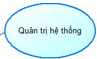 Quản trị hệ thống